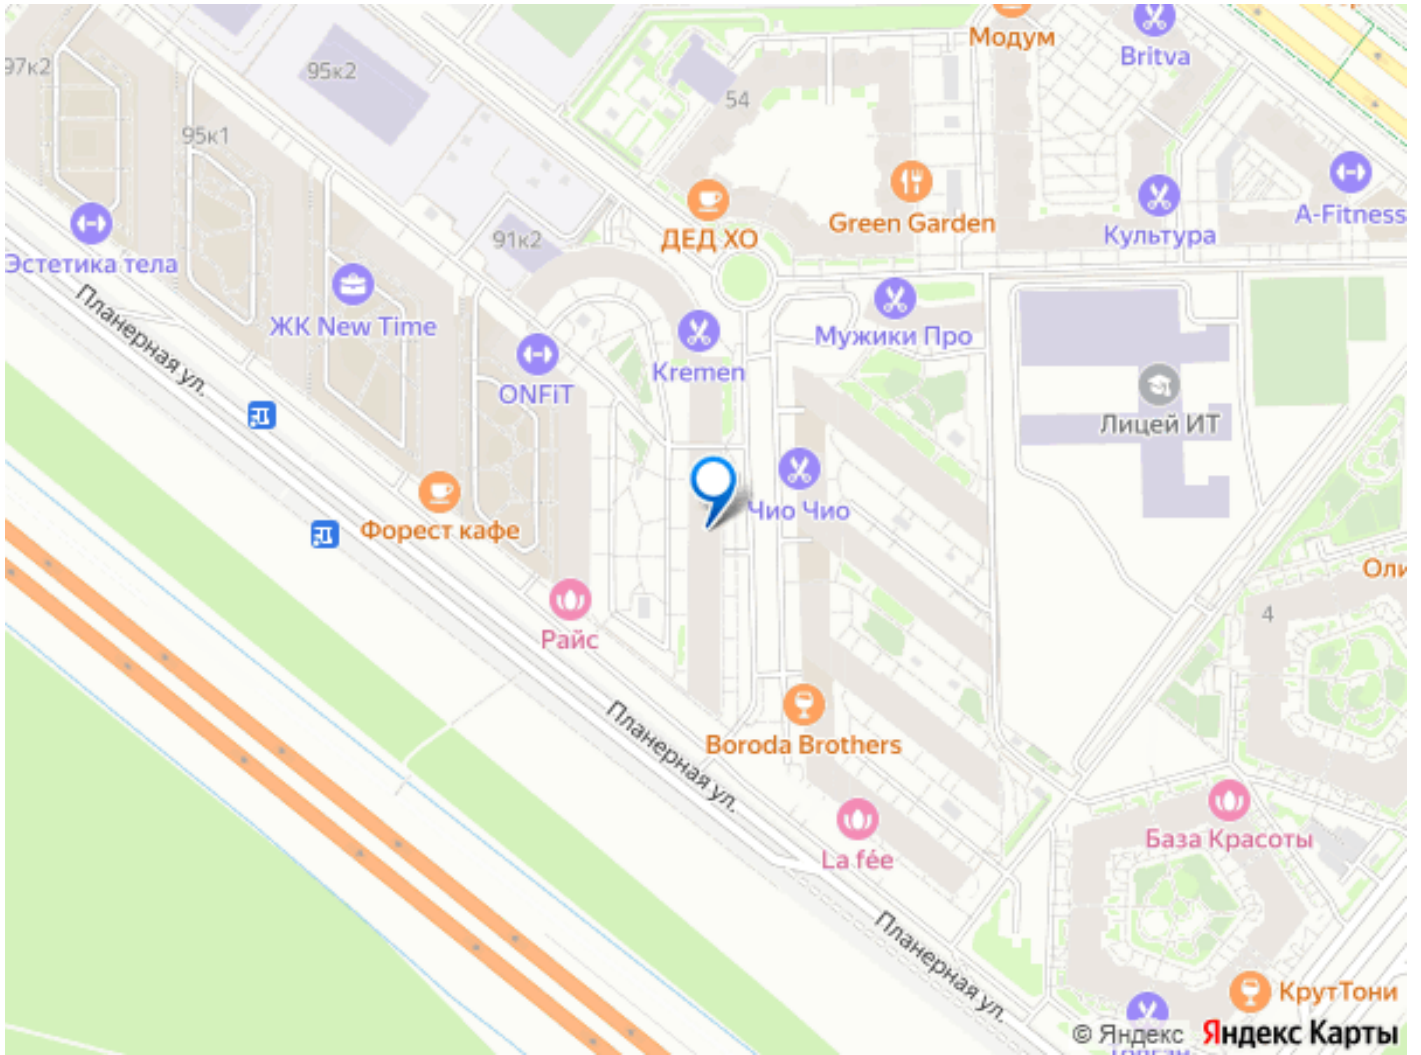 Модум
Britva
97к2
95к2
54
95к1
A-Fitness
Green Garden
ДЕД ХО
Культура
91к2
Эстетика тела
ЖК New Time
Мужики Про
Планерная ул.
Kremen
ONFiT
Лицей ИТ
Чио Чио
Форест кафе
Оли
4
Райс
Планерная ул.
Boroda Brothers
База Красоты
La fée
Планерная ул.
КрутТони
© Яндекс Яндекс Карты